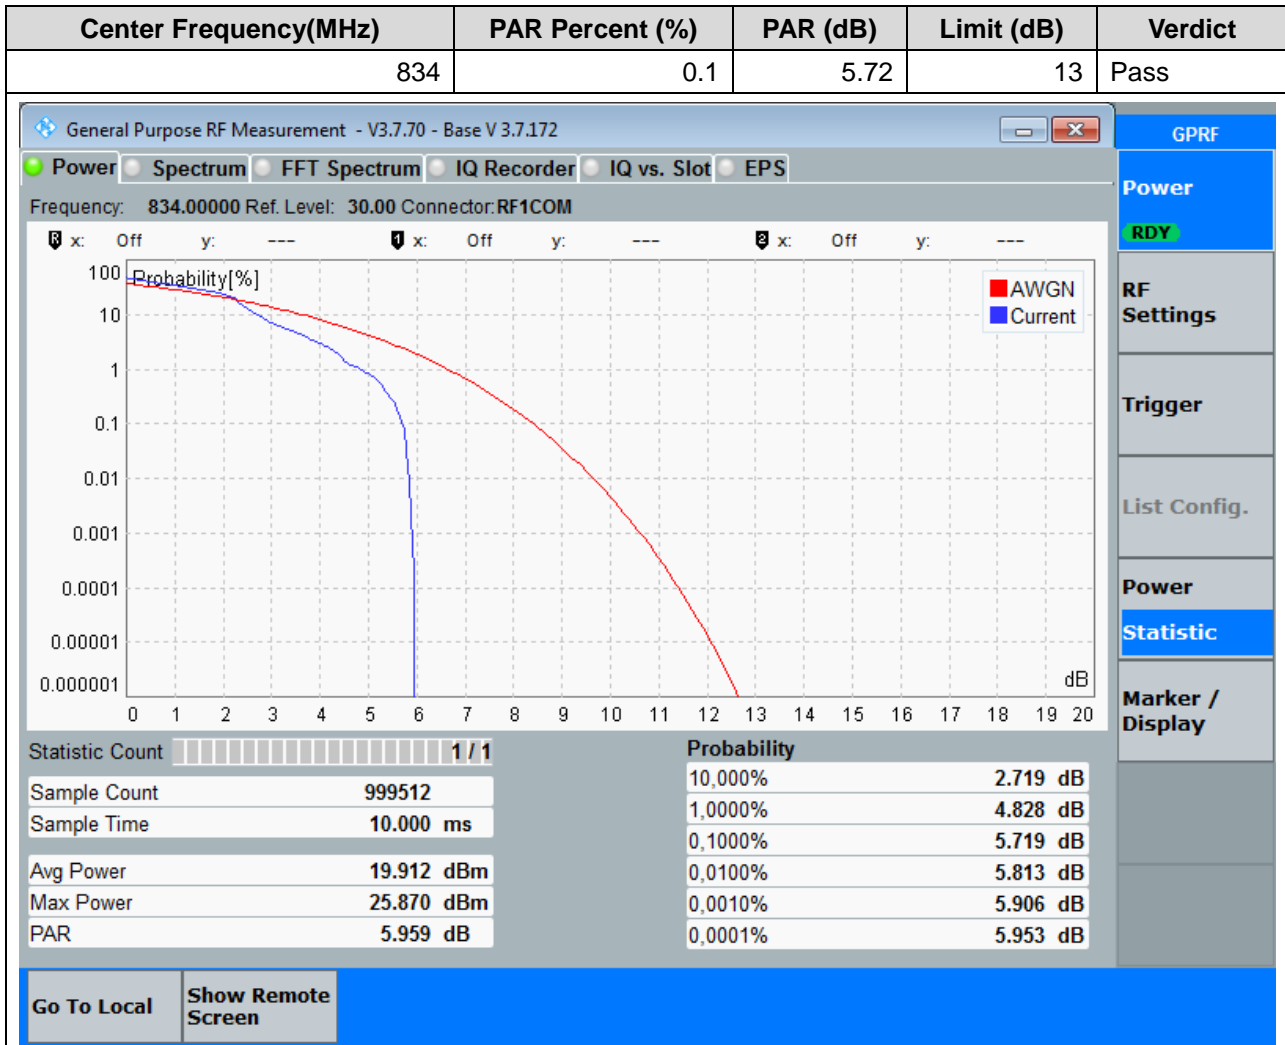 Center Frequency(MHz) PAR Percent (%) PAR (dB) Limit (dB) Verdict
834 0.1 5.72 13 Pass
General Purpose RF Measurement - V3.7.70 - Base V 3.7.172
GPRF
Power Spectrum FFT Spectrum IQ Recorder IQ vs. Slot EPS
Power
RDY
Frequency: 834.00000 Ref. Level: 30.00 Connector: RF1COM
R x: Off y: --- 1 x: Off y: --- 2 x: Off y: ---
Probability[%]
AWGN
Current
100
10
1
0.1
0.01
0.001
0.0001
0.00001
0.000001
dB
0 1 2 3 4 5 6 7 8 9 10 11 12 13 14 15 16 17 18 19 20
RF
Settings
Trigger
List Config.
Power
Statistic
Marker /
Display
Statistic Count 1 / 1
Sample Count 999512
Sample Time 10.000 ms
Avg Power 19.912 dBm
Max Power 25.870 dBm
PAR 5.959 dB
Probability
10,000% 2.719 dB
1,0000% 4.828 dB
0,1000% 5.719 dB
0,0100% 5.813 dB
0,0010% 5.906 dB
0,0001% 5.953 dB
Go To Local
Show Remote
Screen